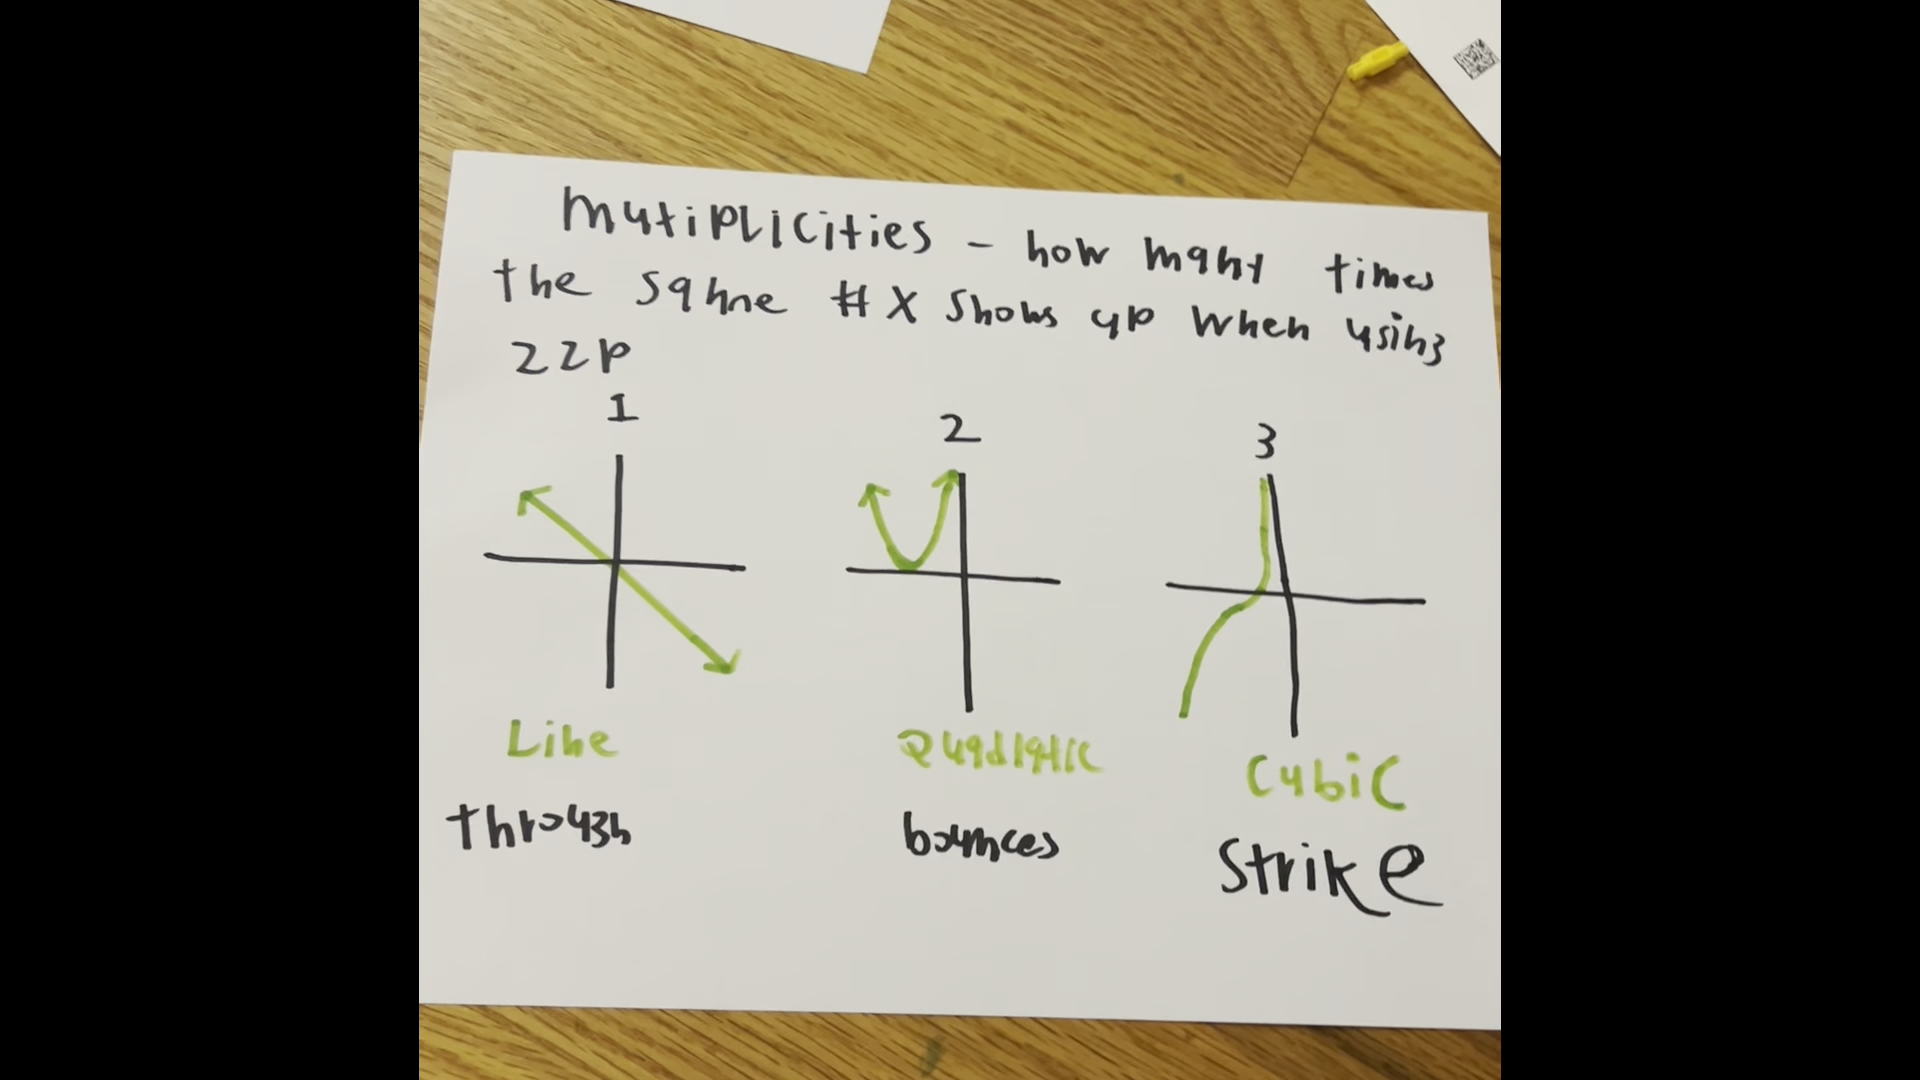 mutiplicities - how many times
the same # X shows up when using
ZZP
1 2 3
Line Quadratic Cubic
through bounces strike